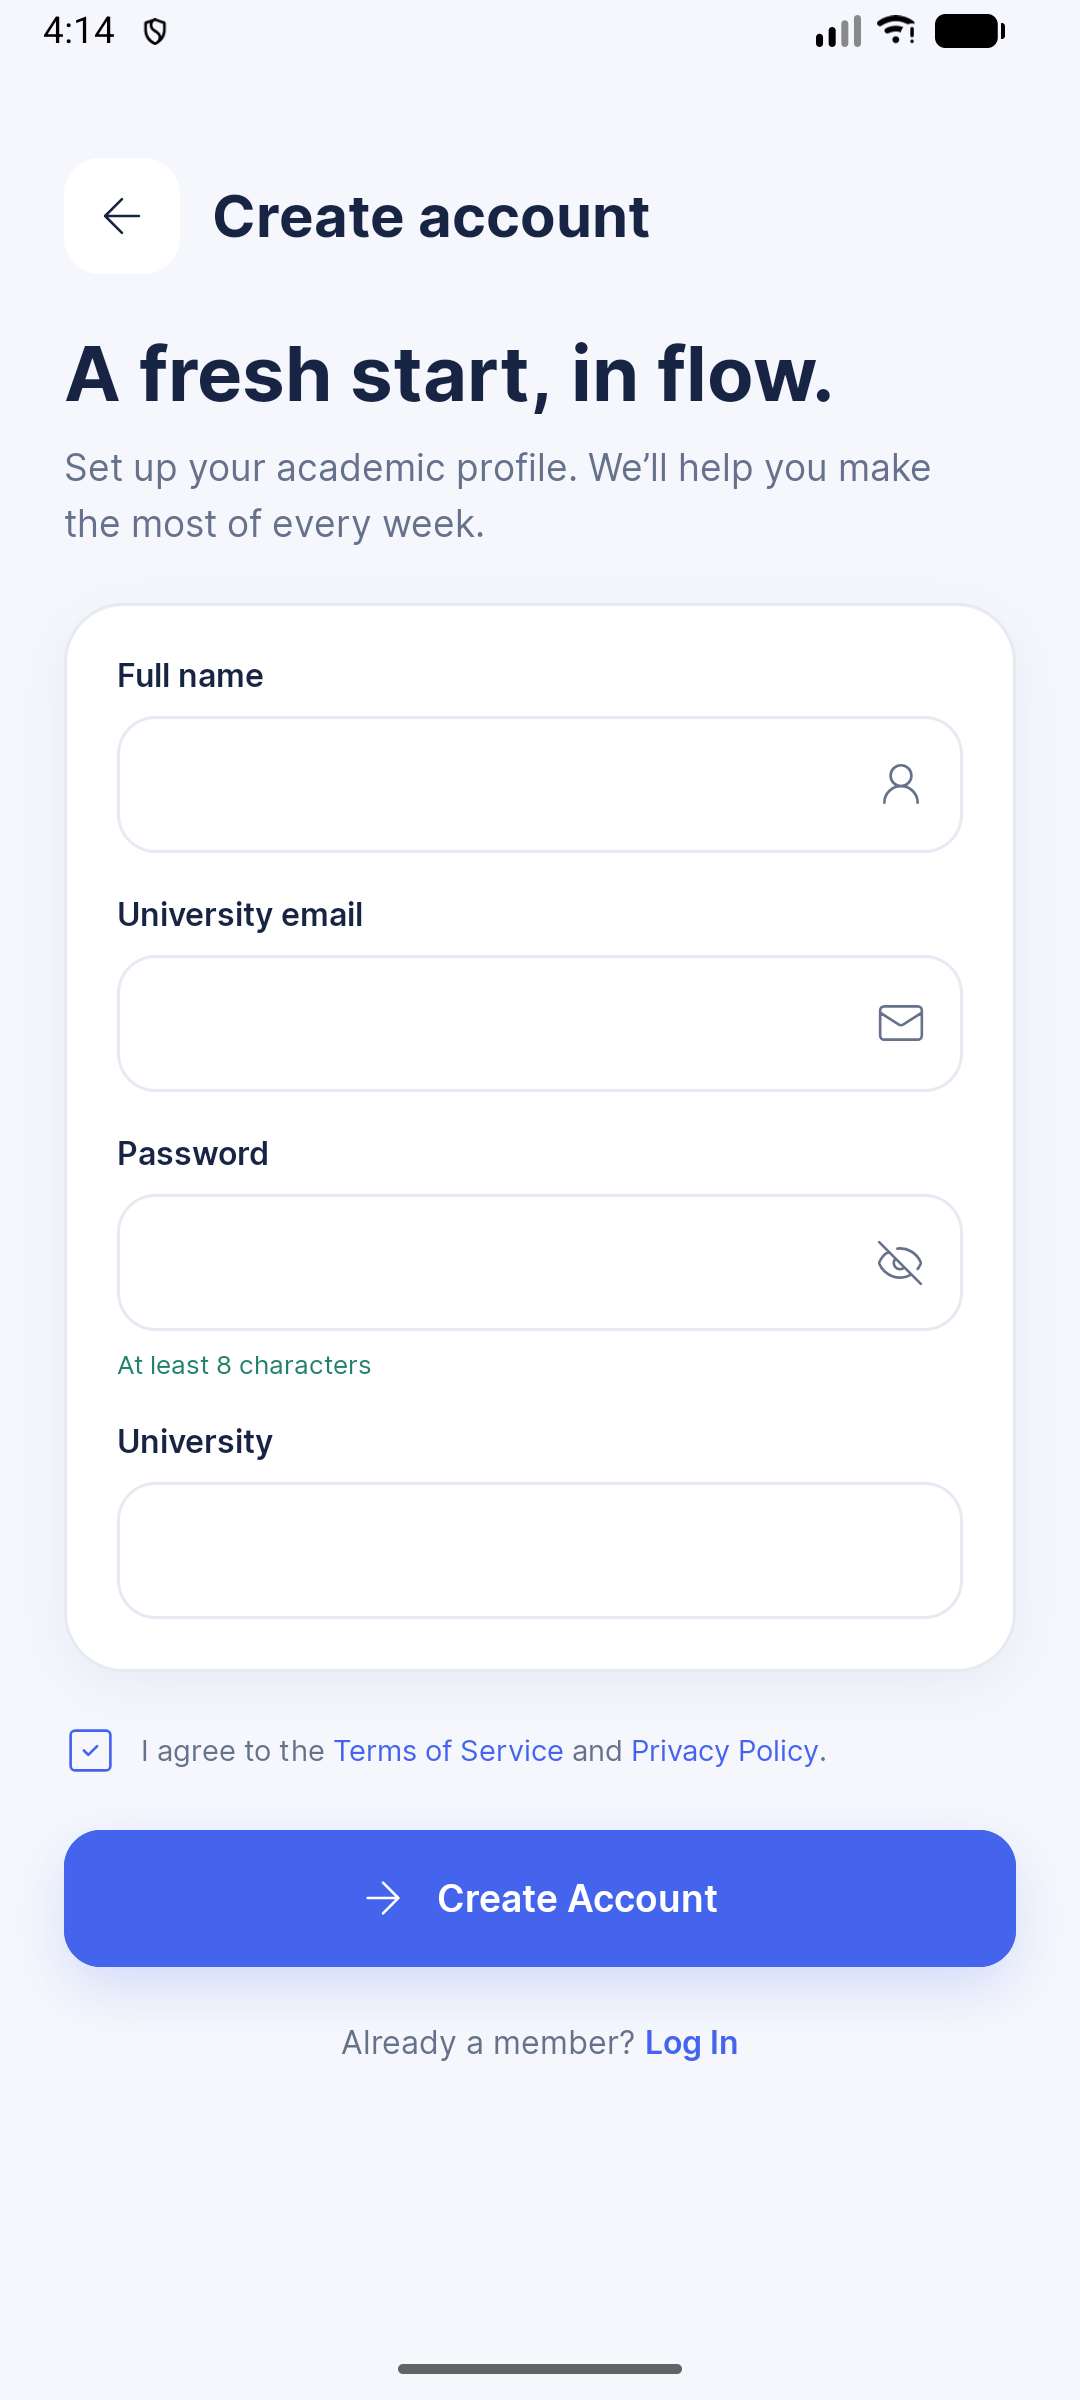 4:14
Create account
A fresh start, in flow.
Set up your academic profile. We’ll help you make
the most of every week.
Full name
University email
Password
At least 8 characters
University
I agree to the Terms of Service and Privacy Policy.
Create Account
Already a member? Log In